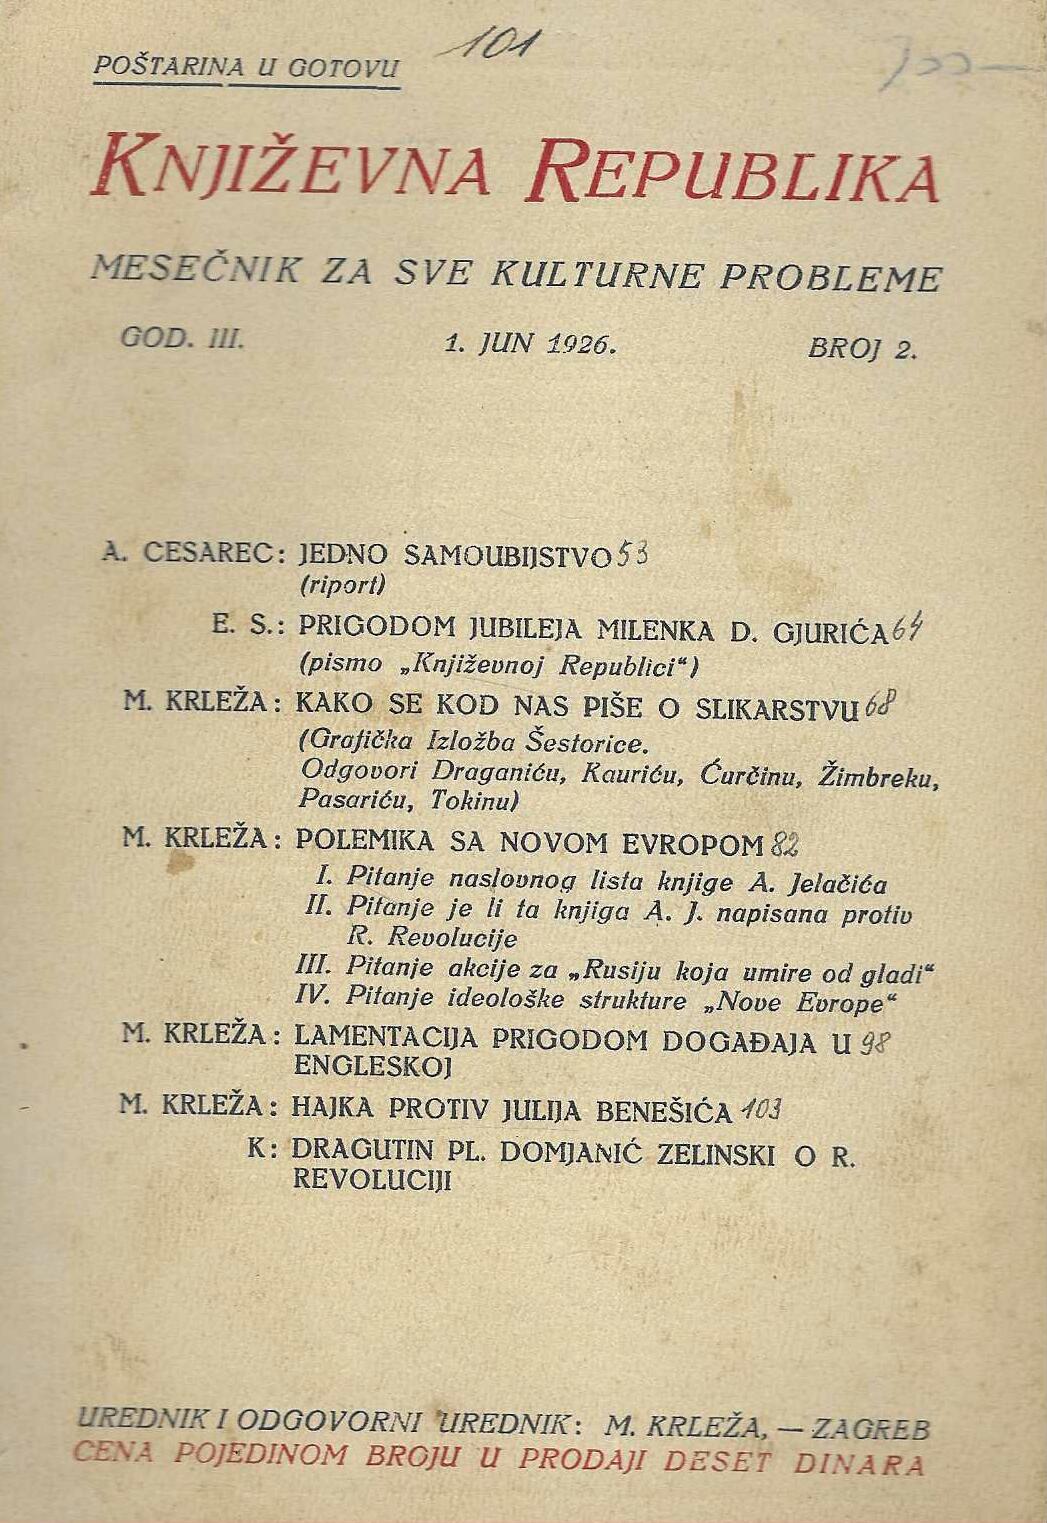 POŠTARINA U GOTOVU
101
KNJIŽEVNA REPUBLIKA
MESEČNIK ZA SVE KULTURNE PROBLEME
GOD. III. 1. JUN 1926. BROJ 2.
A. CESAREC: JEDNO SAMOUBIJSTVO 53
(riport)
E. S.: PRIGODOM JUBILEJA MILENKA D. GJURIĆA 64
(pismo „Književnoj Republici“)
M. KRLEŽA: KAKO SE KOD NAS PIŠE O SLIKARSTVU 68
(Grafička Izložba Šestorice.
Odgovori Draganiću, Kauriću, Ćurčinu, Žimbreku,
Pasariću, Tokinu)
M. KRLEŽA: POLEMIKA SA NOVOM EVROPOM 82
I. Pitanje naslovnog lista knjige A. Jelačića
II. Pitanje je li ta knjiga A. J. napisana protiv
R. Revolucije
III. Pitanje akcije za „Rusiju koja umire od gladi“
IV. Pitanje ideološke strukture „Nove Evrope“
M. KRLEŽA: LAMENTACIJA PRIGODOM DOGAĐAJA U 98
ENGLESKOJ
M. KRLEŽA: HAJKA PROTIV JULIJA BENEŠIĆA 103
K: DRAGUTIN PL. DOMJANIĆ ZELINSKI O R.
REVOLUCIJI
UREDNIK I ODGOVORNI UREDNIK: M. KRLEŽA, — ZAGREB
CENA POJEDINOM BROJU U PRODAJI DESET DINARA